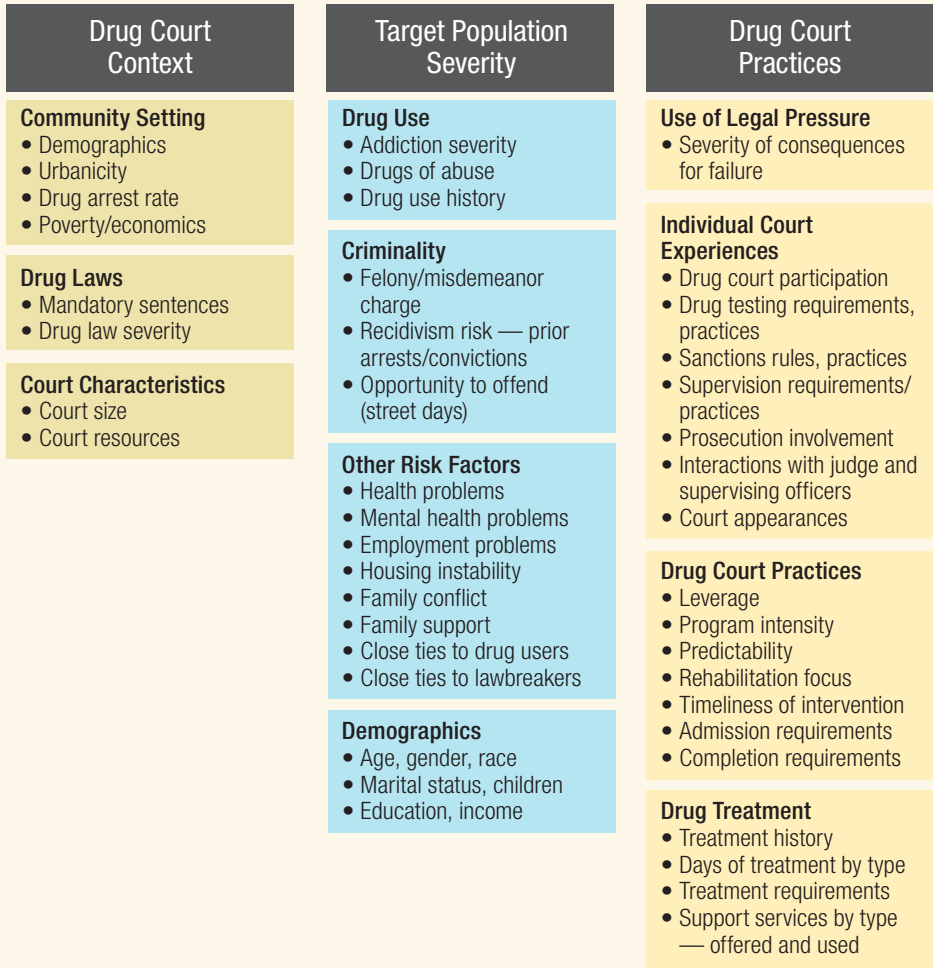 Drug Court
Context
Community Setting
• Demographics
• Urbanicity
• Drug arrest rate
• Poverty/economics
Drug Laws
• Mandatory sentences
• Drug law severity
Court Characteristics
• Court size
• Court resources
Target Population
Severity
Drug Use
• Addiction severity
• Drugs of abuse
• Drug use history
Criminality
• Felony/misdemeanor
charge
• Recidivism risk — prior
arrests/convictions
• Opportunity to offend
(street days)
Other Risk Factors
• Health problems
• Mental health problems
• Employment problems
• Housing instability
• Family conflict
• Family support
• Close ties to drug users
• Close ties to lawbreakers
Demographics
• Age, gender, race
• Marital status, children
• Education, income
Drug Court
Practices
Use of Legal Pressure
• Severity of consequences
for failure
Individual Court
Experiences
• Drug court participation
• Drug testing requirements,
practices
• Sanctions rules, practices
• Supervision requirements/
practices
• Prosecution involvement
• Interactions with judge and
supervising officers
• Court appearances
Drug Court Practices
• Leverage
• Program intensity
• Predictability
• Rehabilitation focus
• Timeliness of intervention
• Admission requirements
• Completion requirements
Drug Treatment
• Treatment history
• Days of treatment by type
• Treatment requirements
• Support services by type
— offered and used